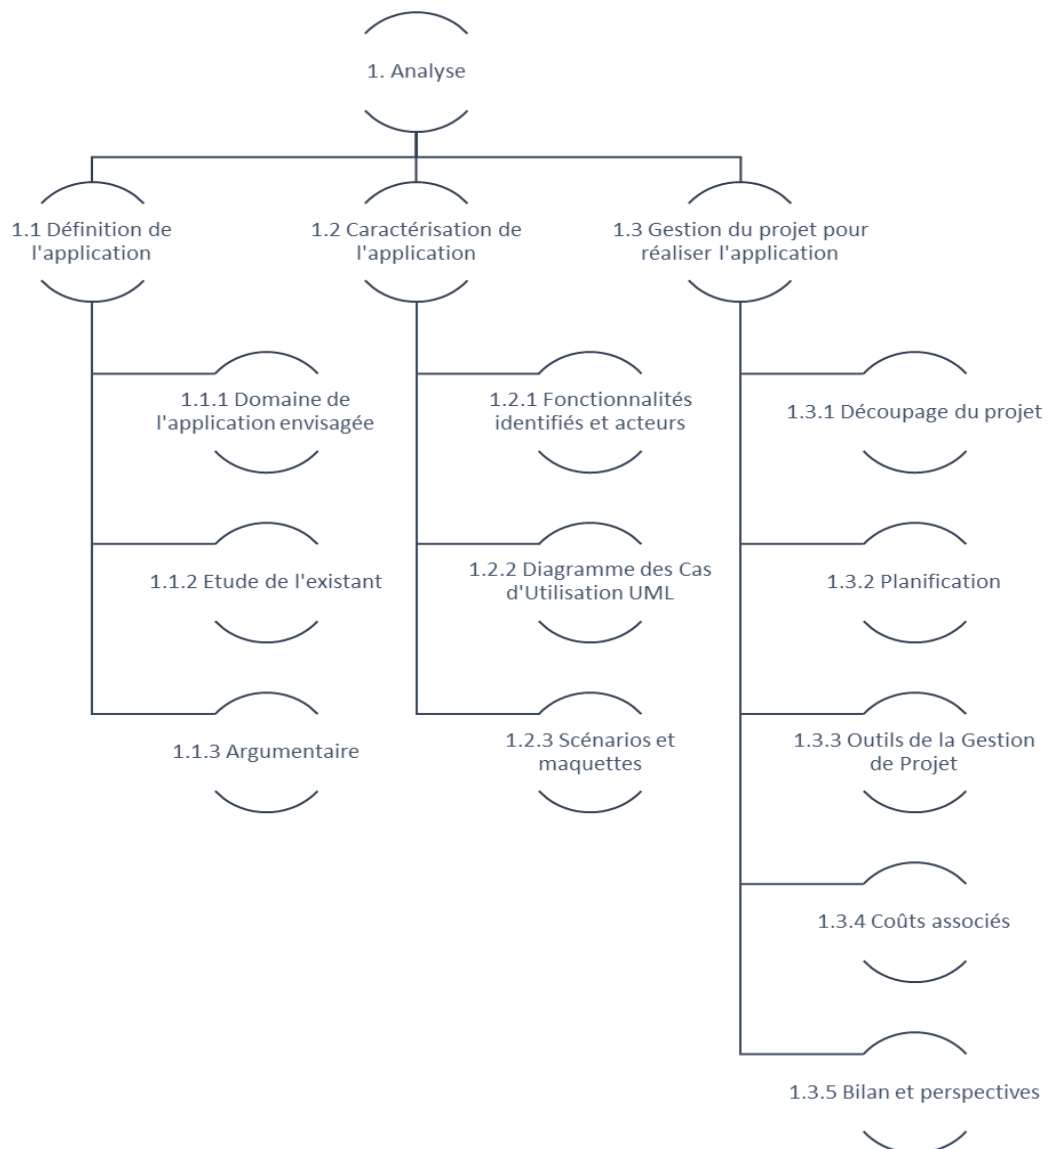 1. Analyse
1.1 Définition de
l'application
1.2 Caractérisation de
l'application
1.3 Gestion du projet pour
réaliser l'application
1.1.1 Domaine de
l'application envisagée
1.2.1 Fonctionnalités
identifiés et acteurs
1.3.1 Découpage du projet
1.1.2 Etude de l'existant
1.2.2 Diagramme des Cas
d'Utilisation UML
1.3.2 Planification
1.1.3 Argumentaire
1.2.3 Scénarios et
maquettes
1.3.3 Outils de la Gestion
de Projet
1.3.4 Coûts associés
1.3.5 Bilan et perspectives